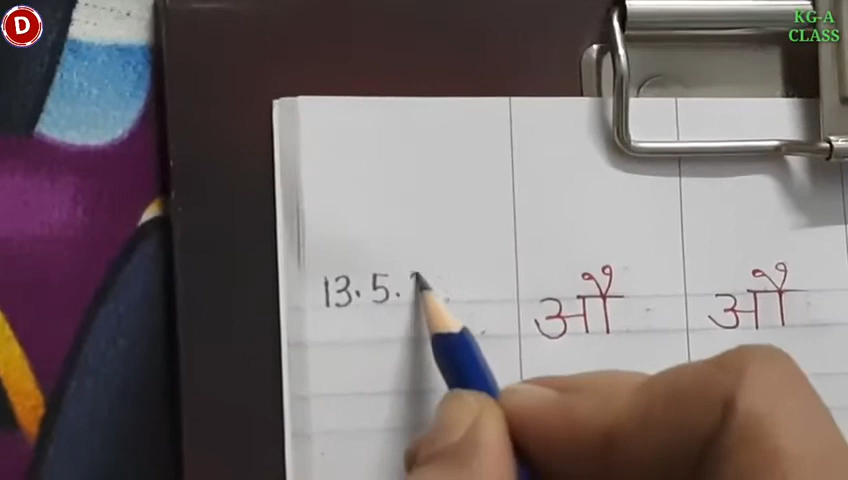 D
KG-A
CLASS
13.5.
औ औ